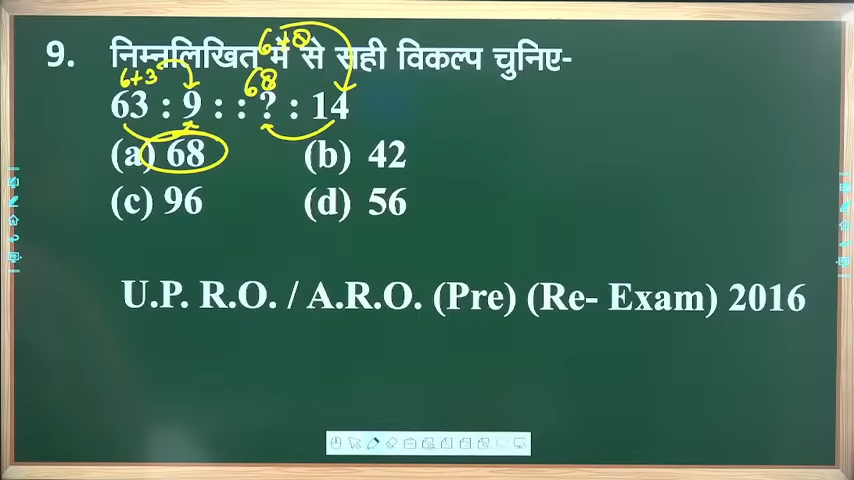 6+8
9. निम्नलिखित में से सही विकल्प चुनिए-
6+3
68
63 : 9 : : ? : 14
(a) 68 (b) 42
(c) 96 (d) 56
U.P. R.O. / A.R.O. (Pre) (Re- Exam) 2016